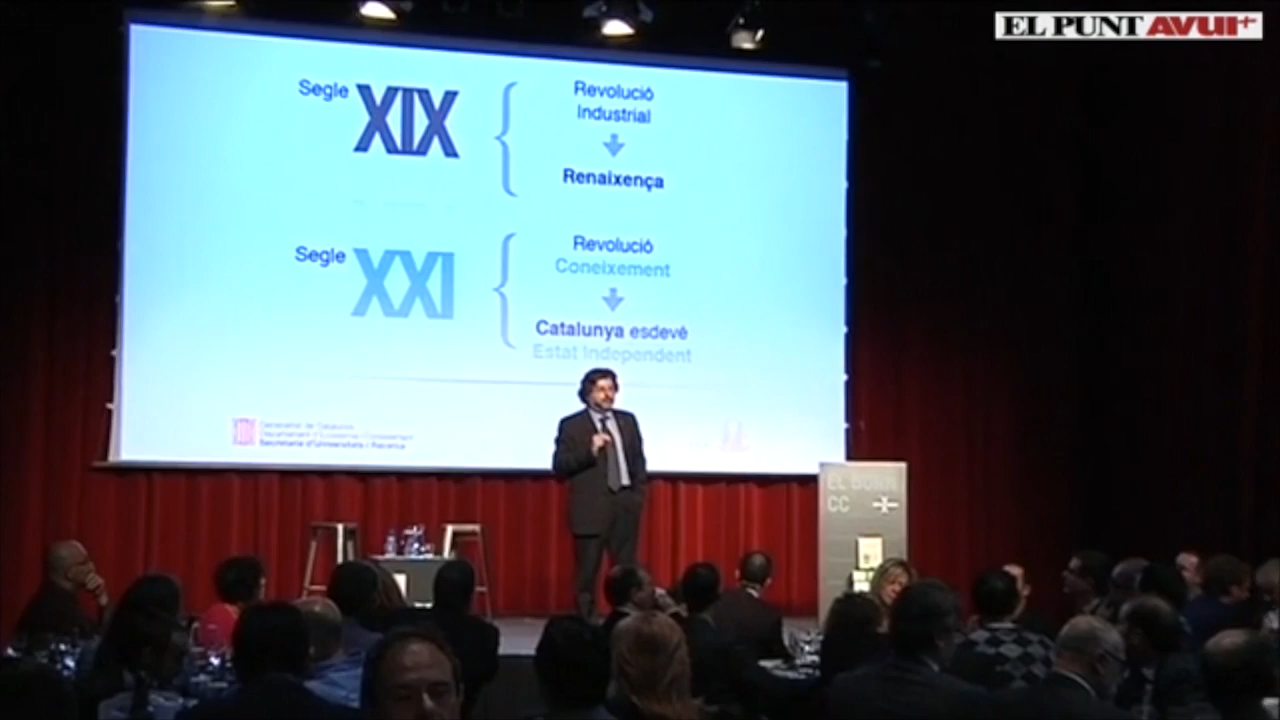 EL PUNT AVUI+
Segle XIX
Revolució
Industrial
Renaixença
Segle XXI
Revolució
Coneixement
Catalunya esdevé
Estat Independent
Generalitat de Catalunya
Departament d'Economia i Coneixement
Secretaria d'Universitats i Recerca
EL BORN
CC